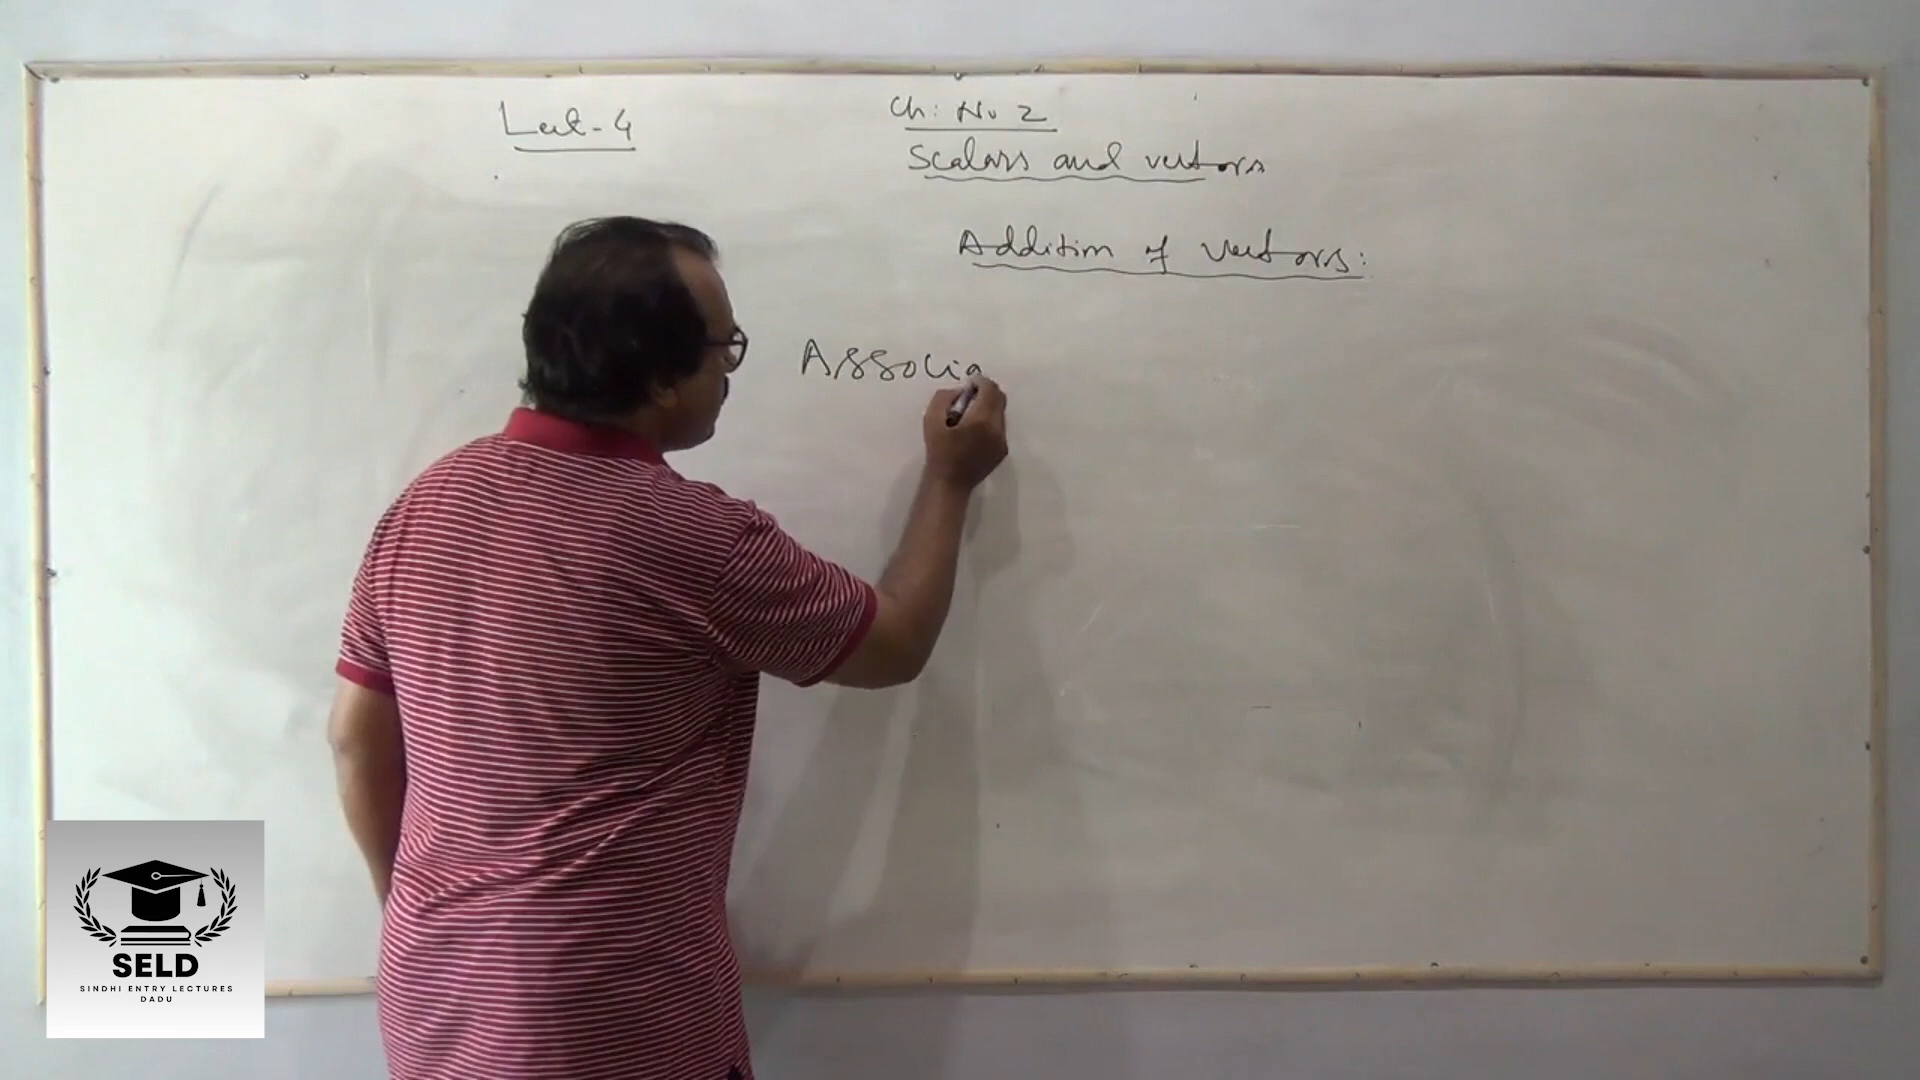 Lect-4
Ch: No 2
Scalars and vectors
Addition of vectors:
Associa
SELD
SINDHI ENTRY LECTURES
DADU